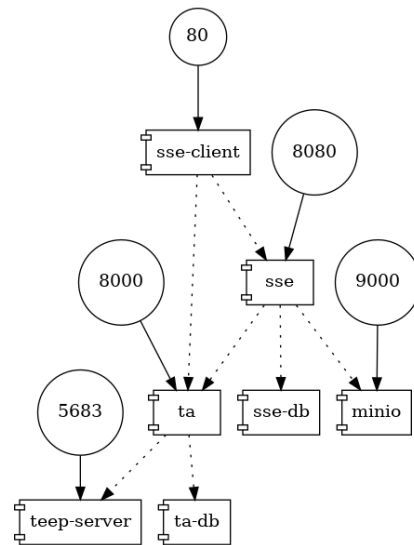 80
sse-client
8080
8000
sse
9000
5683
ta
sse-db
minio
teep-server
ta-db